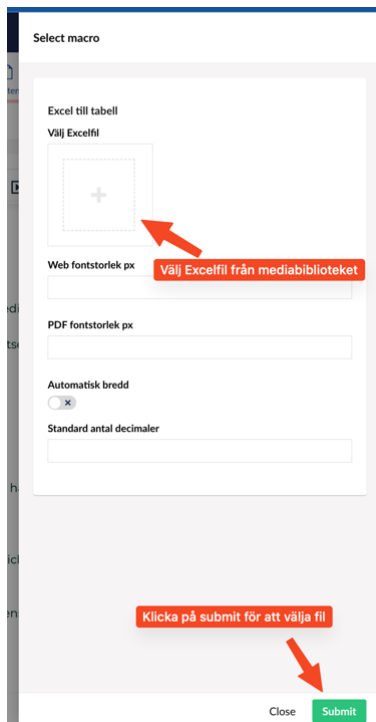 Select macro
Excel till tabell
Välj Excelfil
Välj Excelfil från mediabiblioteket
Web fontstorlek px
PDF fontstorlek px
Automatisk bredd
Standard antal decimaler
Klicka på submit för att välja fil
Close
Submit